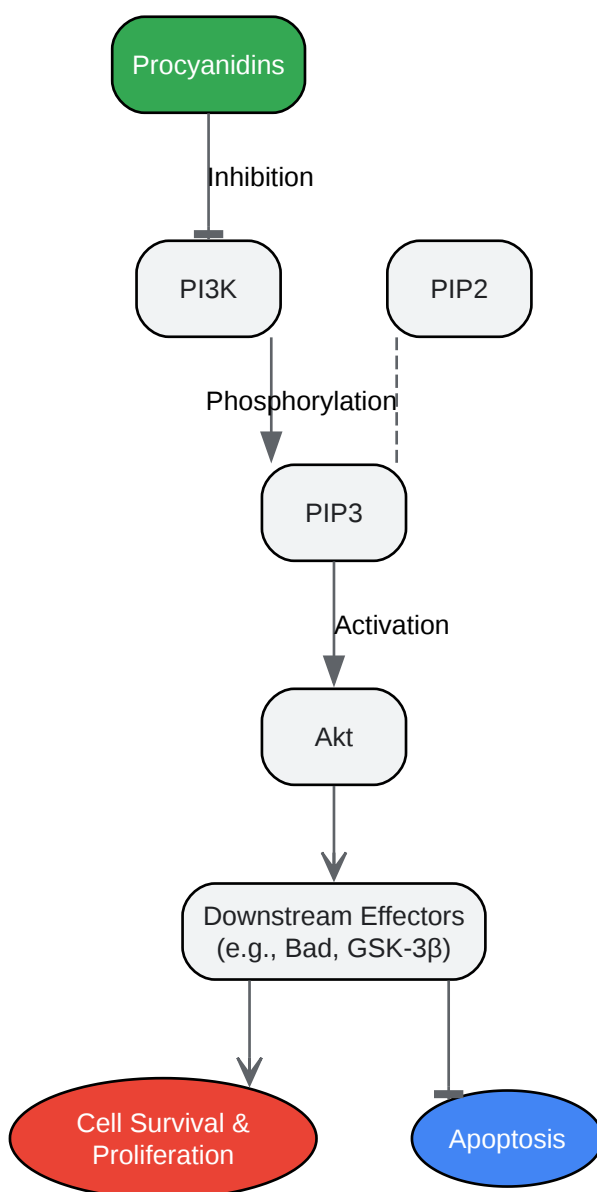 Procyanidins
Inhibition
PI3K
PIP2
Phosphorylation
PIP3
Activation
Akt
Downstream Effectors
(e.g., Bad, GSK-3β)
Cell Survival &
Proliferation
Apoptosis